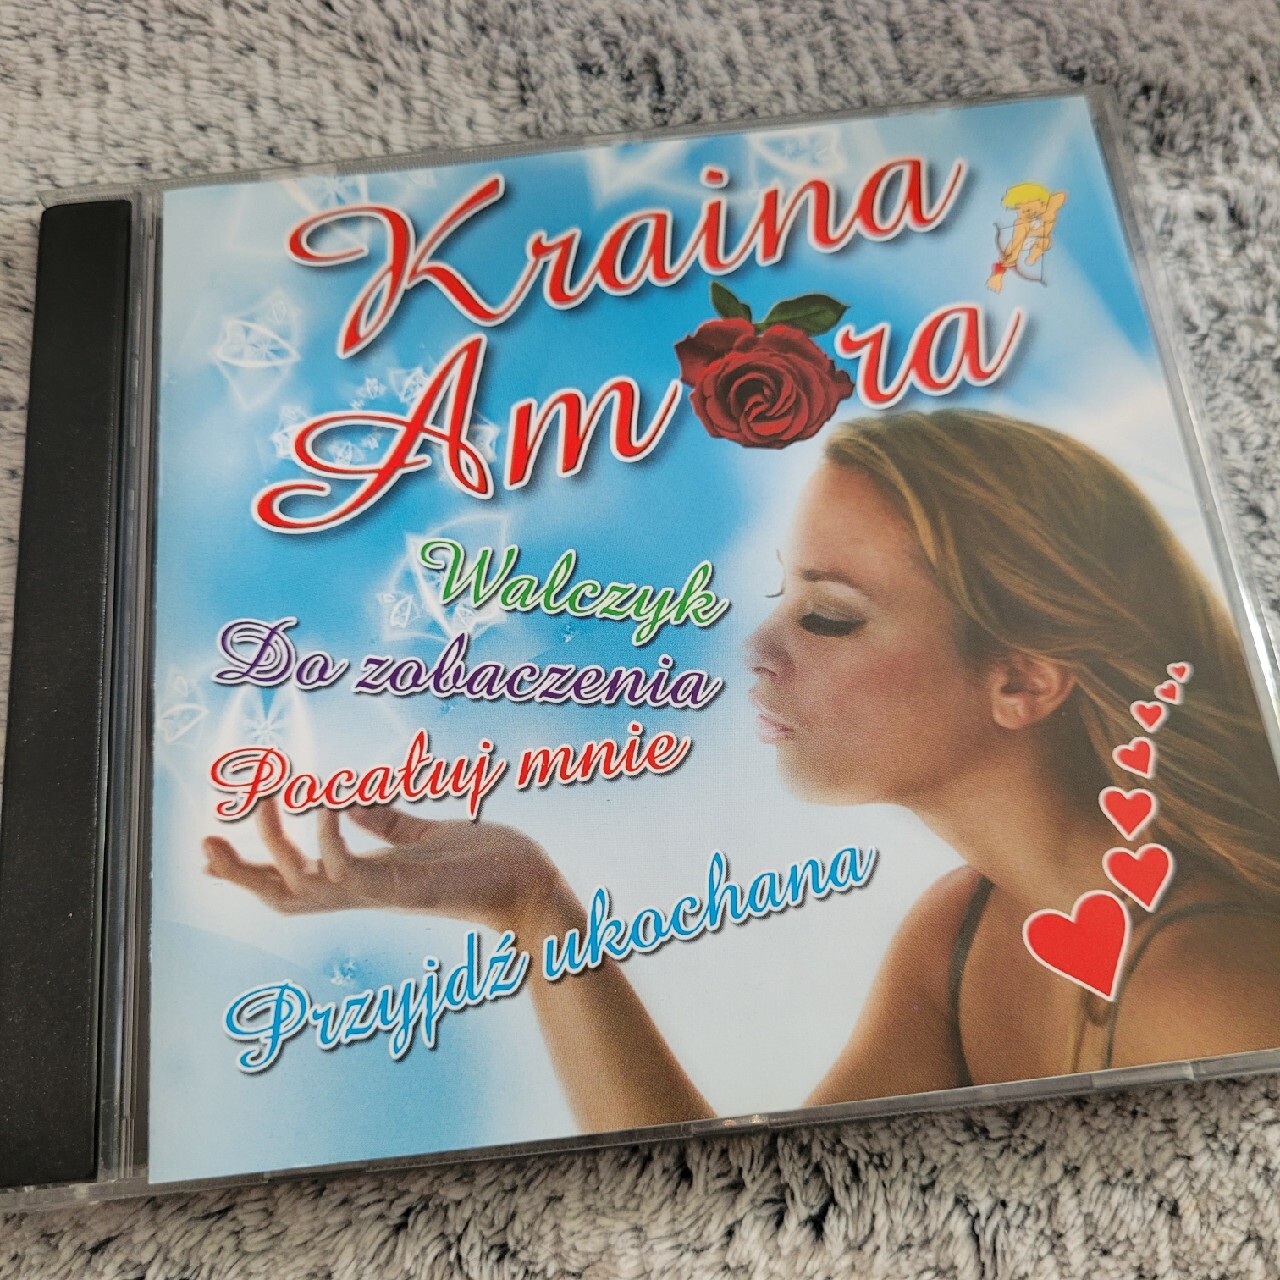 Kraina
Amora
Walczyk
Do zobaczenia
Pocałuj mnie
Przyjdź ukochana